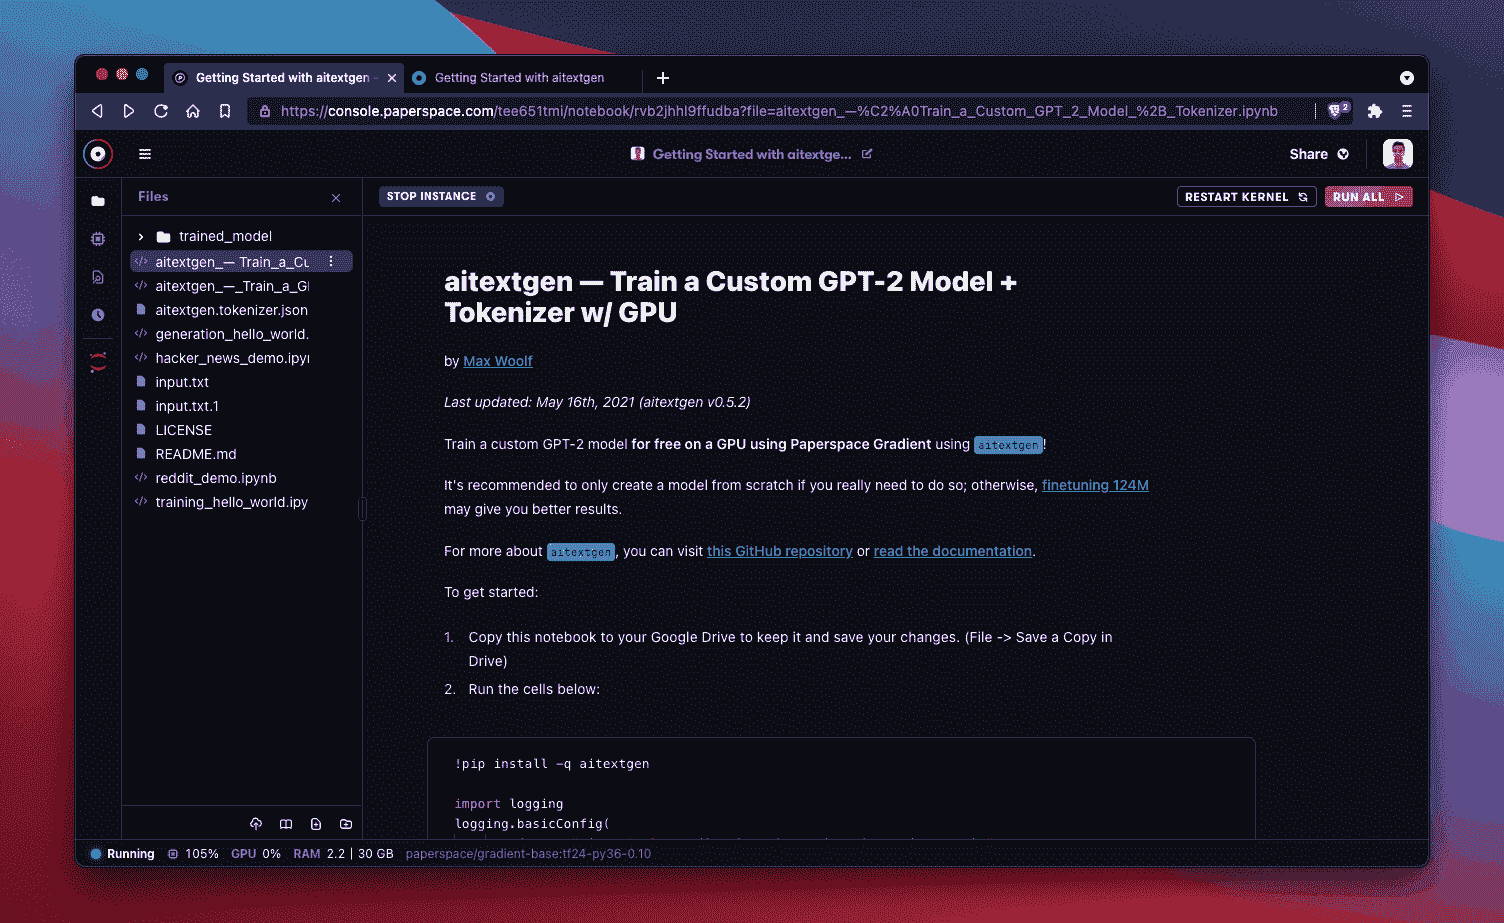 Getting Started with aitextgen -
Getting Started with aitextgen
https://console.paperspace.com/tee651tmi/notebook/rvb2jhhl9ffudba?file=aitextgen_—%C2%A0Train_a_Custom_GPT_2_Model_%2B_Tokenizer.ipynb
2
Getting Started with aitextge...
Share
Files
STOP INSTANCE
RESTART KERNEL
RUN ALL
trained_model
aitextgen_— Train_a_Cu
aitextgen_—_Train_a_G
aitextgen.tokenizer.json
generation_hello_world.
hacker_news_demo.ipyn
input.txt
input.txt.1
LICENSE
README.md
reddit_demo.ipynb
training_hello_world.ipy
aitextgen — Train a Custom GPT-2 Model +
Tokenizer w/ GPU
by Max Woolf
Last updated: May 16th, 2021 (aitextgen v0.5.2)
Train a custom GPT-2 model for free on a GPU using Paperspace Gradient using aitextgen!
It's recommended to only create a model from scratch if you really need to do so; otherwise, finetuning 124M
may give you better results.
For more about aitextgen, you can visit this GitHub repository or read the documentation.
To get started:
1. Copy this notebook to your Google Drive to keep it and save your changes. (File -> Save a Copy in
Drive)
2. Run the cells below:
!pip install -q aitextgen
import logging
logging.basicConfig(
Running 105% GPU 0% RAM 2.2 | 30 GB paperspace/gradient-base:tf24-py36-0.10